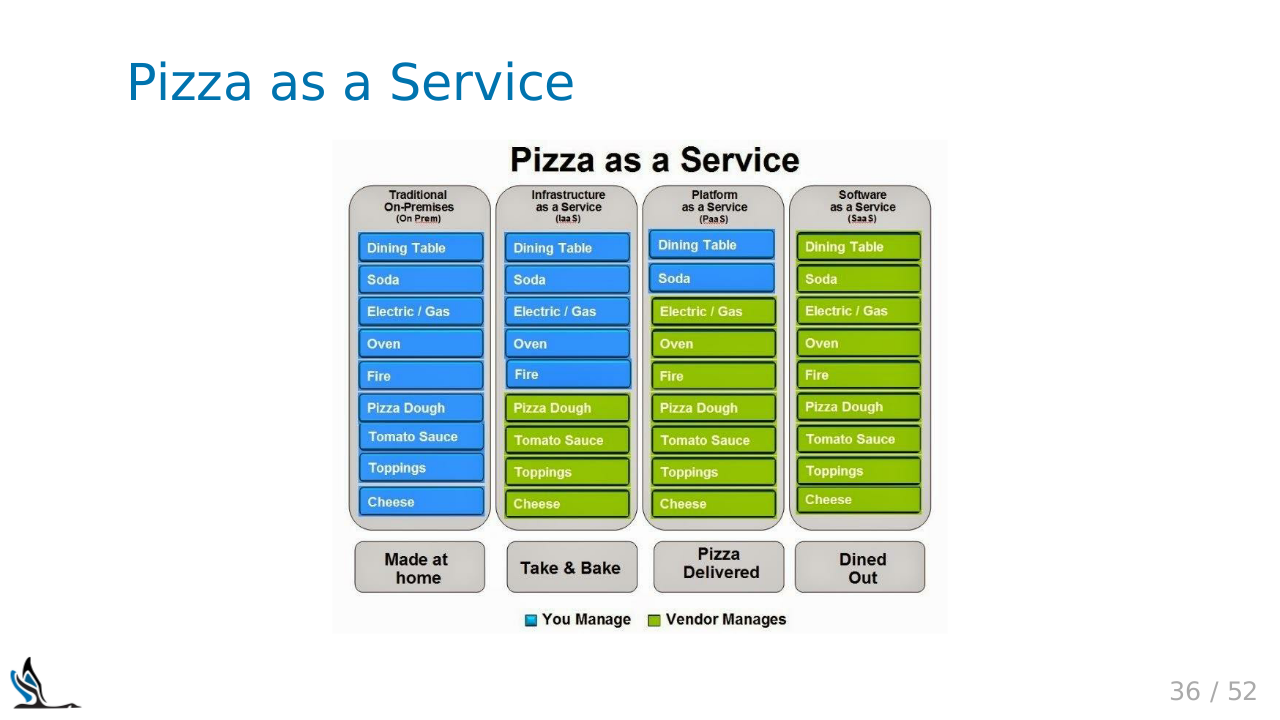 Pizza as a Service
Pizza as a Service
Traditional
On-Premises
(On Prem)
Dining Table
Soda
Electric / Gas
Oven
Fire
Pizza Dough
Tomato Sauce
Toppings
Cheese
Made at
home
Infrastructure
as a Service
(IaaS)
Dining Table
Soda
Electric / Gas
Oven
Fire
Pizza Dough
Tomato Sauce
Toppings
Cheese
Take & Bake
Platform
as a Service
(PaaS)
Dining Table
Soda
Electric / Gas
Oven
Fire
Pizza Dough
Tomato Sauce
Toppings
Cheese
Pizza
Delivered
Software
as a Service
(SaaS)
Dining Table
Soda
Electric / Gas
Oven
Fire
Pizza Dough
Tomato Sauce
Toppings
Cheese
Dined
Out
You Manage
Vendor Manages
36 / 52